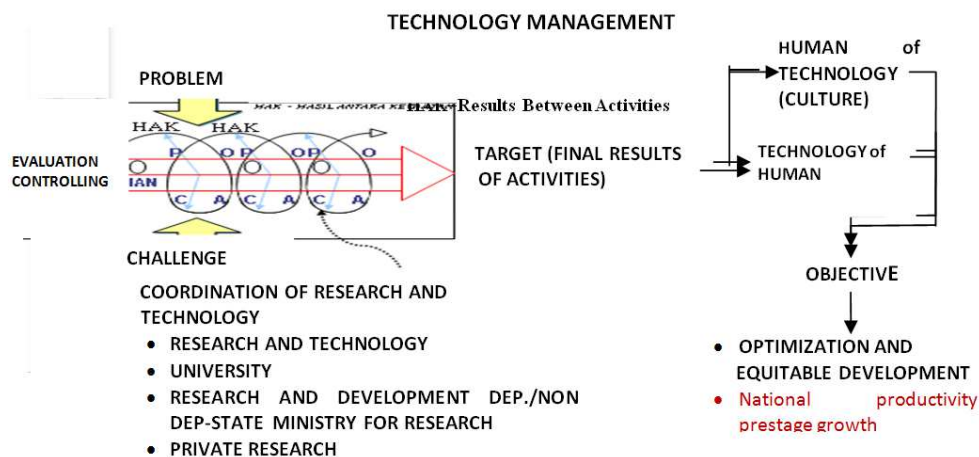 TECHNOLOGY MANAGEMENT
PROBLEM
HAK Results Between Activities
HAK HAK
P O P O P O
O O O
IAN
C A C A C A
EVALUATION
CONTROLLING
TARGET (FINAL RESULTS
OF ACTIVITIES)
CHALLENGE
COORDINATION OF RESEARCH AND
TECHNOLOGY
• RESEARCH AND TECHNOLOGY
• UNIVERSITY
• RESEARCH AND DEVELOPMENT DEP./NON
DEP-STATE MINISTRY FOR RESEARCH
• PRIVATE RESEARCH
HUMAN of
TECHNOLOGY
(CULTURE)
TECHNOLOGY of
HUMAN
OBJECTIVE
• OPTIMIZATION AND
EQUITABLE DEVELOPMENT
• National productivity
prestage growth